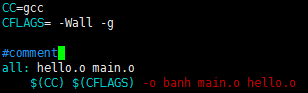 CC=gcc
CFLAGS= -Wall -g
#comment
all: hello.o main.o
$(CC) $(CFLAGS) -o banh main.o hello.o